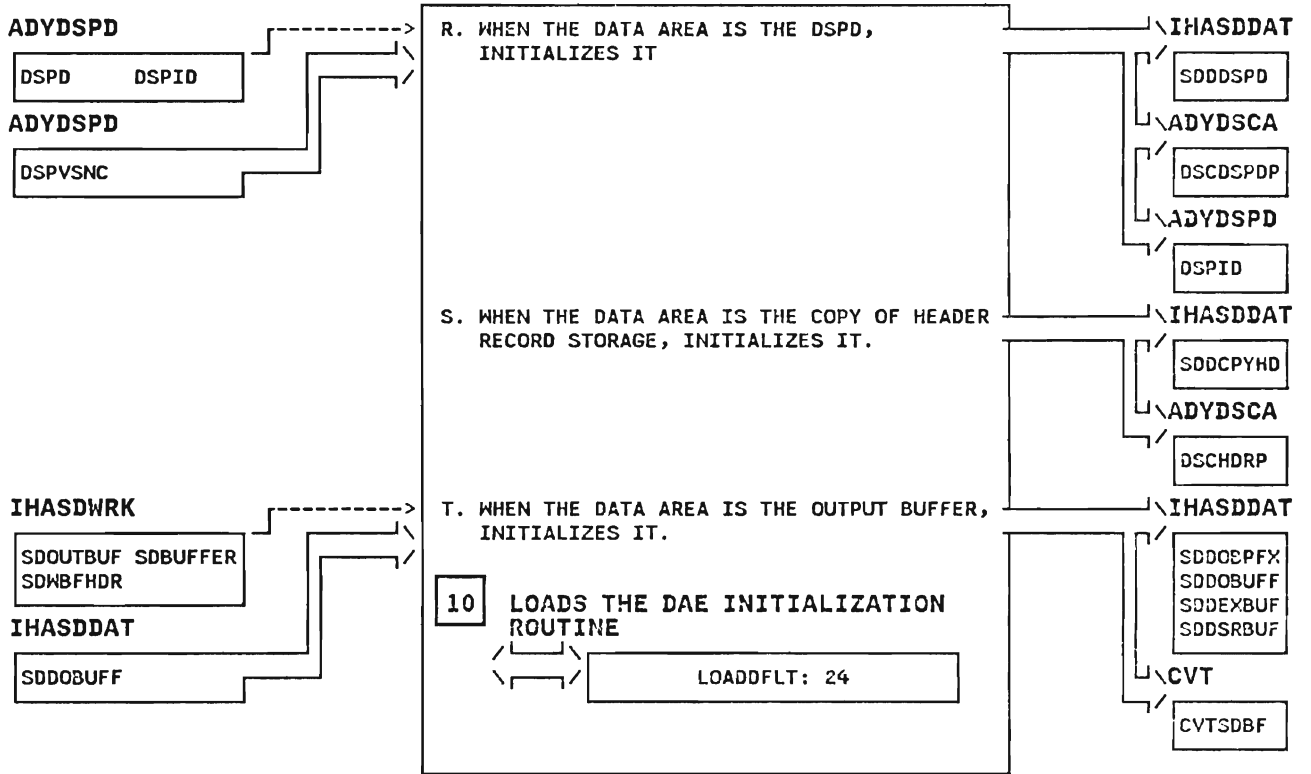 ADYDSPD
DSPD DSPID
ADYDSPD
DSPVSNC
R. WHEN THE DATA AREA IS THE DSPD,
INITIALIZES IT
IHASDDAT
SDDDSPD
ADYDSCA
DSCDSPDP
ADYDSPD
DSPID
S. WHEN THE DATA AREA IS THE COPY OF HEADER
RECORD STORAGE, INITIALIZES IT.
IHASDDAT
SDDCPYHD
ADYDSCA
DSCHDRP
IHASDWRK
SDOUTBUF SDBUFFER
SDWBFHDR
IHASDDAT
SDDOBUFF
T. WHEN THE DATA AREA IS THE OUTPUT BUFFER,
INITIALIZES IT.
10 LOADS THE DAE INITIALIZATION
ROUTINE
LOADDFLT: 24
IHASDDAT
SDDOBPFX
SDDOBUFF
SDDEXBUF
SDDSRBUF
CVT
CVTSDBF